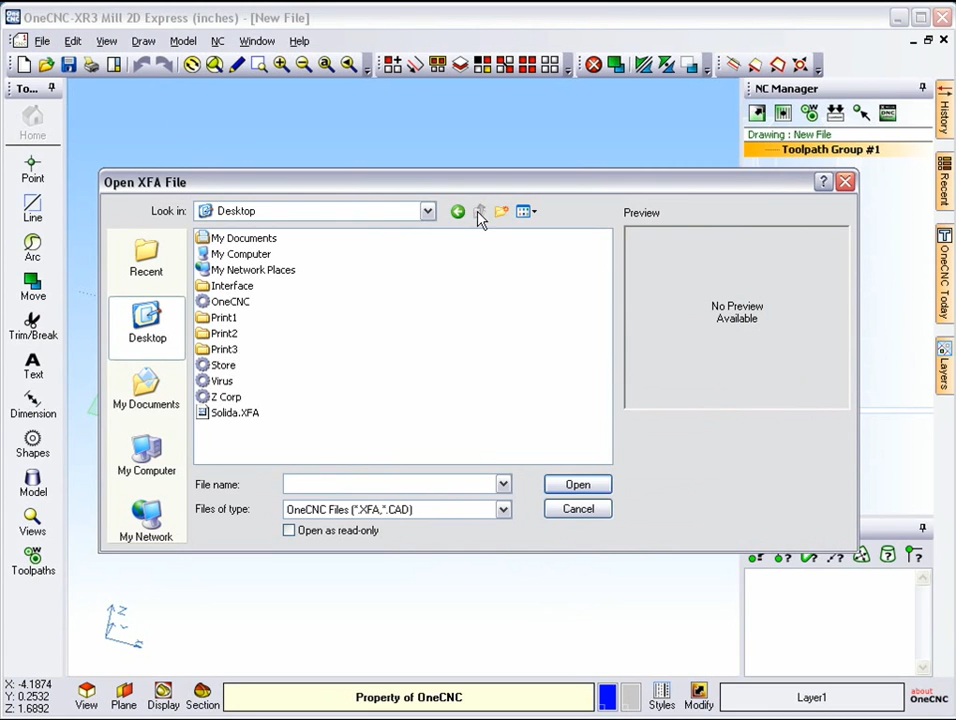 OneCNC-XR3 Mill 2D Express (inches) - [New File]
File Edit View Draw Model NC Window Help
To...
NC Manager
Home
Drawing : New File
Toolpath Group #1
Point
Line
Arc
Move
Trim/Break
Text
Dimension
Shapes
Model
Views
Toolpaths
Open XFA File
Look in:
Desktop
Preview
Recent
Desktop
My Documents
My Computer
My Network
My Documents
My Computer
My Network Places
Interface
OneCNC
Print1
Print2
Print3
Store
Virus
Z Corp
Solida.XFA
No Preview
Available
File name:
Open
Files of type:
OneCNC Files (*.XFA,*.CAD)
Cancel
Open as read-only
History
Recent
OneCNC Today
Layers
Z
X: -4.1874
Y: 0.2532
Z: 1.6892
View
Plane
Display
Section
Property of OneCNC
Styles
Modify
Layer1
about
OneCNC